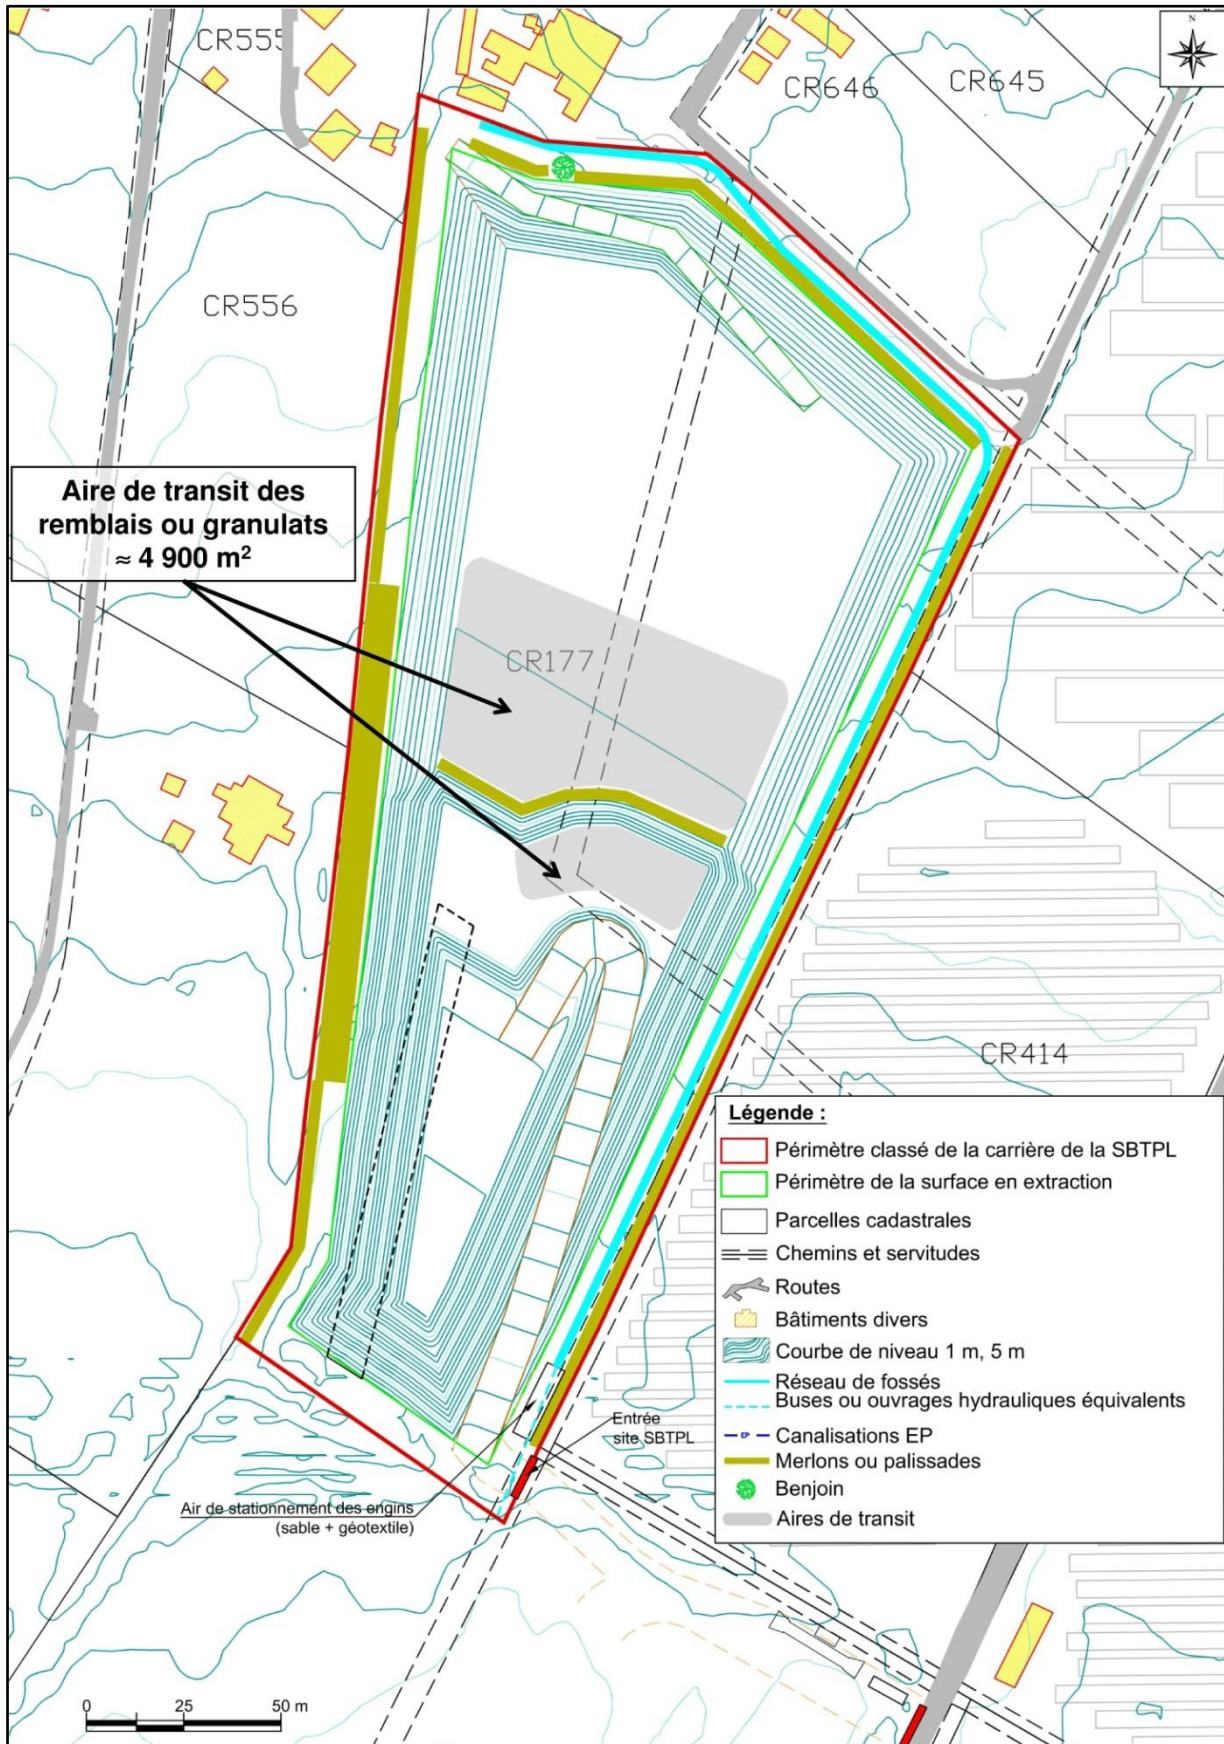 CR555
CR646
CR645
N
CR556
Aire de transit des
remblais ou granulats
≈ 4 900 m²
CR177
CR414
Légende :
Périmètre classé de la carrière de la SBTPL
Périmètre de la surface en extraction
Parcelles cadastrales
Chemins et servitudes
Routes
Bâtiments divers
Courbe de niveau 1 m, 5 m
Réseau de fossés
Buses ou ouvrages hydrauliques équivalents
EP Canalisations EP
Merlons ou palissades
Benjoin
Aires de transit
Entrée
site SBTPL
Air de stationnement des engins
(sable + géotextile)
0 25 50 m